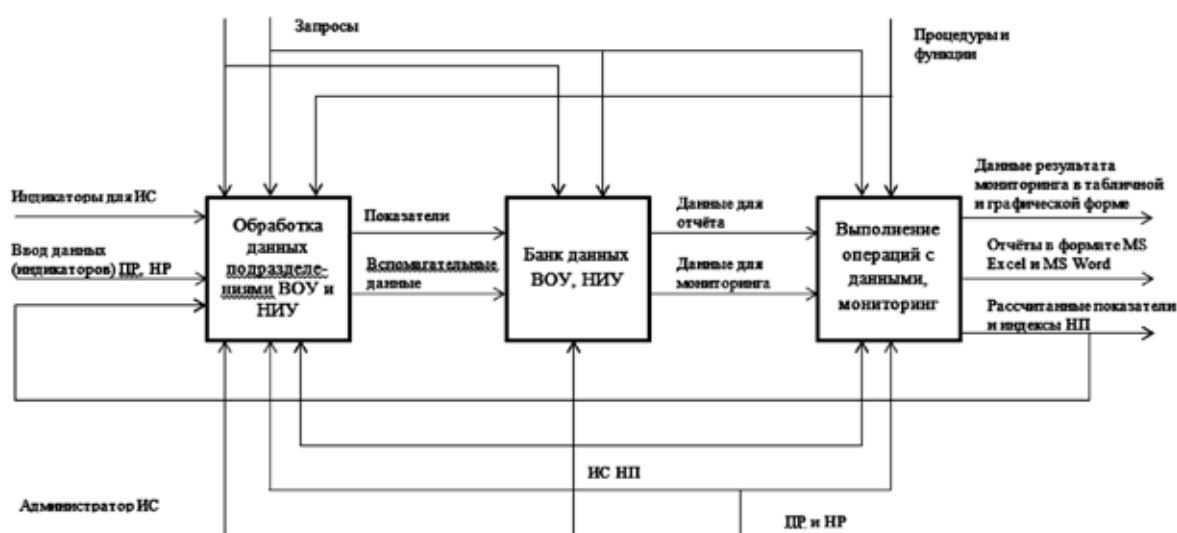 Запросы
Процедуры и
функции
Индикаторы для ИС
Ввод данных
(индикаторов) ПР, НР
Обработка
данных
подразделе-
ниями ВОУ и
НИУ
Показатели
Вспомагательные
данные
Банк данных
ВОУ, НИУ
Данные для
отчёта
Данные для
мониторинга
Выполнение
операций с
данными,
мониторинг
Данные результата
мониторинга в табличной
и графической форме
Отчёты в формате MS
Excel и MS Word
Рассчитанные показатели
и индексы НП
ИС НП
Администратор ИС
ПР и НР